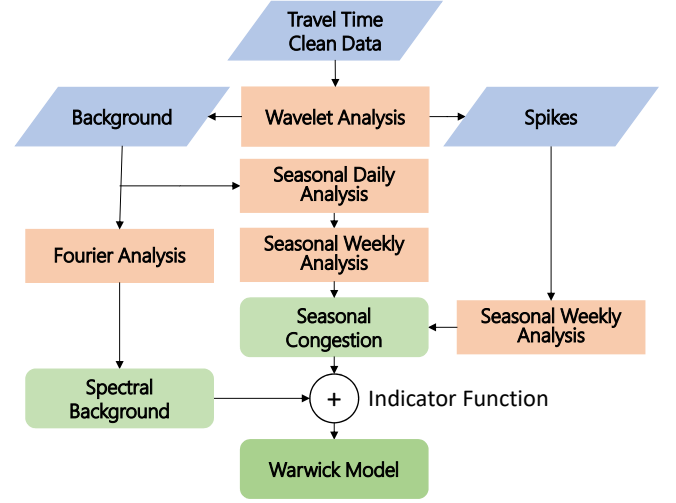 Travel Time
Clean Data
Background
Wavelet Analysis
Spikes
Seasonal Daily
Analysis
Fourier Analysis
Seasonal Weekly
Analysis
Seasonal
Congestion
Seasonal Weekly
Analysis
Spectral
Background
+
Indicator Function
Warwick Model